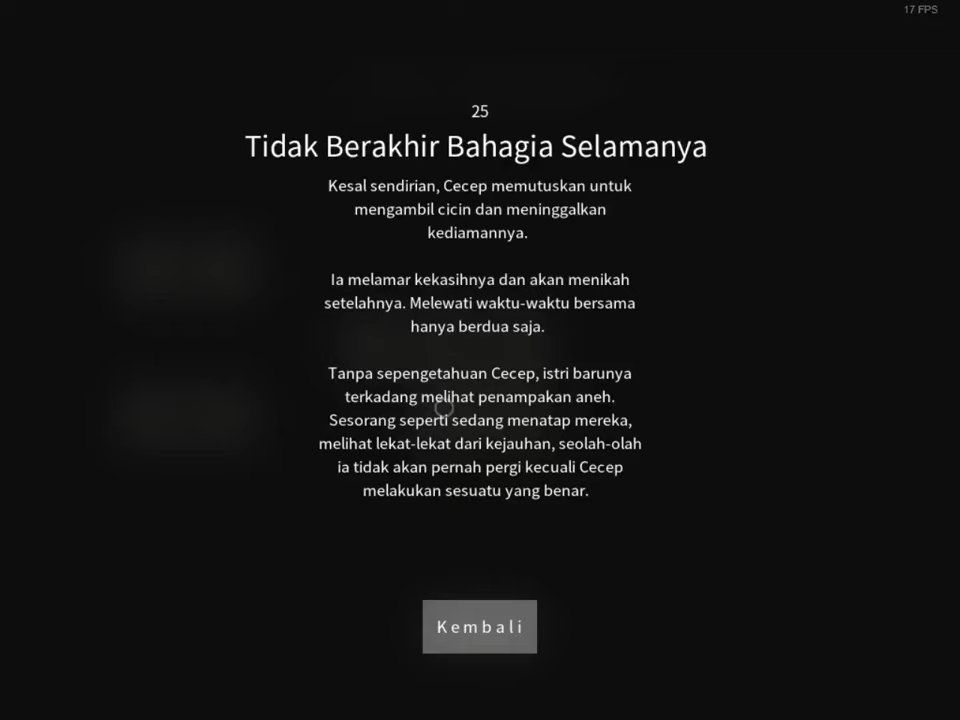 17 FPS
25
Tidak Berakhir Bahagia Selamanya
Kesal sendirian, Cecep memutuskan untuk
mengambil cicin dan meninggalkan
kediamannya.
Ia melamar kekasihnya dan akan menikah
setelahnya. Melewati waktu-waktu bersama
hanya berdua saja.
Tanpa sepengetahuan Cecep, istri barunya
terkadang melihat penampakan aneh.
Sesorang seperti sedang menatap mereka,
melihat lekat-lekat dari kejauhan, seolah-olah
ia tidak akan pernah pergi kecuali Cecep
melakukan sesuatu yang benar.
Kembali